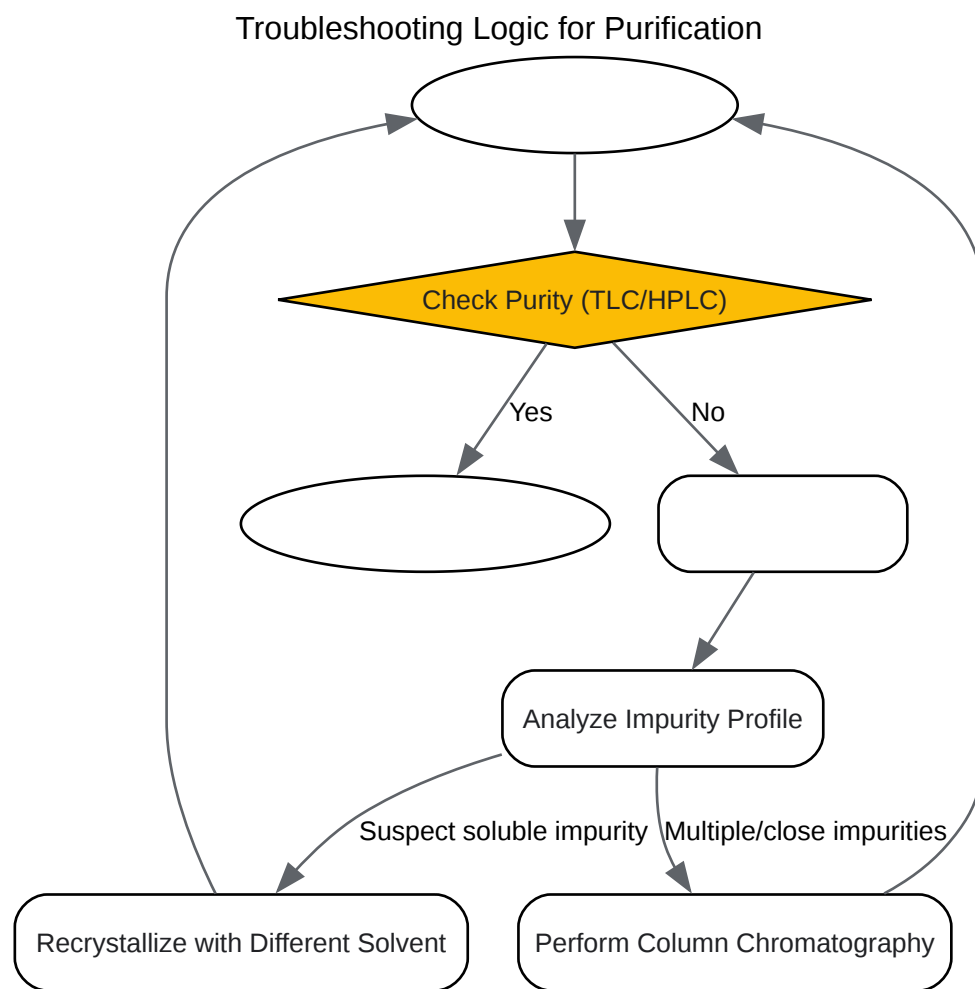 Troubleshooting Logic for Purification
Check Purity (TLC/HPLC)
Yes
No
Analyze Impurity Profile
Suspect soluble impurity
Multiple/close impurities
Recrystallize with Different Solvent
Perform Column Chromatography